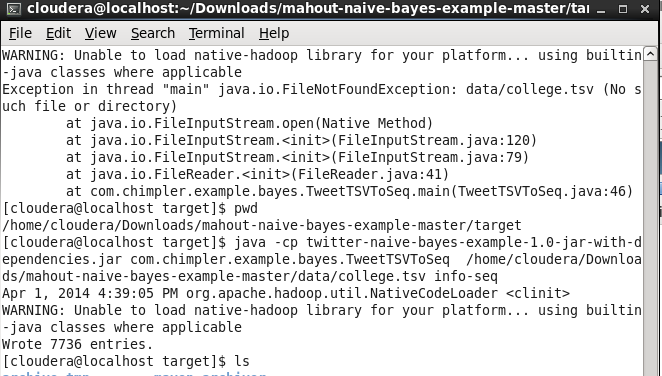 cloudera@localhost:~/Downloads/mahout-naive-bayes-example-master/tar
File Edit View Search Terminal Help
WARNING: Unable to load native-hadoop library for your platform... using builtin
-java classes where applicable
Exception in thread "main" java.io.FileNotFoundException: data/college.tsv (No s
uch file or directory)
at java.io.FileInputStream.open(Native Method)
at java.io.FileInputStream.<init>(FileInputStream.java:120)
at java.io.FileInputStream.<init>(FileInputStream.java:79)
at java.io.FileReader.<init>(FileReader.java:41)
at com.chimpler.example.bayes.TweetTSVToSeq.main(TweetTSVToSeq.java:46)
[cloudera@localhost target]$ pwd
/home/cloudera/Downloads/mahout-naive-bayes-example-master/target
[cloudera@localhost target]$ java -cp twitter-naive-bayes-example-1.0-jar-with-d
ependencies.jar com.chimpler.example.bayes.TweetTSVToSeq  /home/cloudera/Downloa
ds/mahout-naive-bayes-example-master/data/college.tsv info-seq
Apr 1, 2014 4:39:05 PM org.apache.hadoop.util.NativeCodeLoader <clinit>
WARNING: Unable to load native-hadoop library for your platform... using builtin
-java classes where applicable
Wrote 7736 entries.
[cloudera@localhost target]$ ls